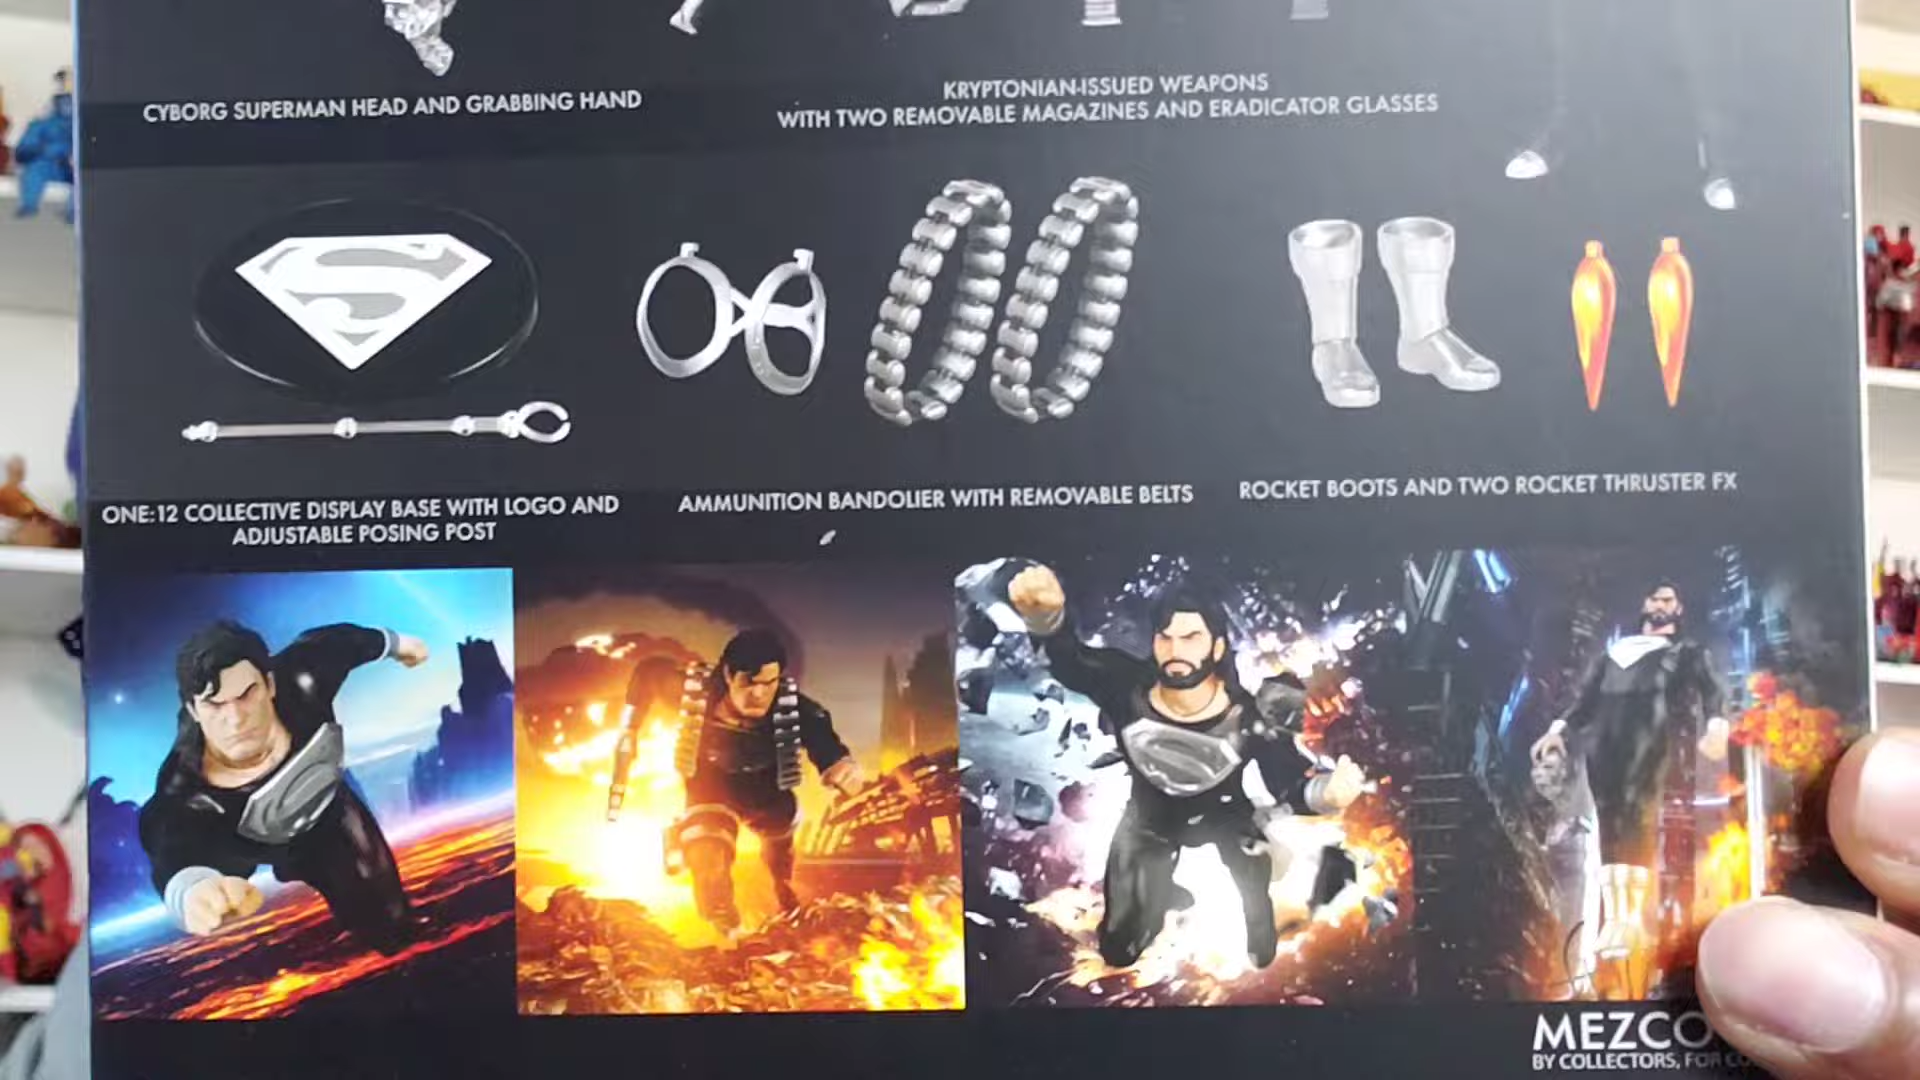 CYBORG SUPERMAN HEAD AND GRABBING HAND
KRYPTONIAN-ISSUED WEAPONS
WITH TWO REMOVABLE MAGAZINES AND ERADICATOR GLASSES
ONE:12 COLLECTIVE DISPLAY BASE WITH LOGO AND
ADJUSTABLE POSING POST
AMMUNITION BANDOLIER WITH REMOVABLE BELTS
ROCKET BOOTS AND TWO ROCKET THRUSTER FX
MEZCO
BY COLLECTORS, FOR